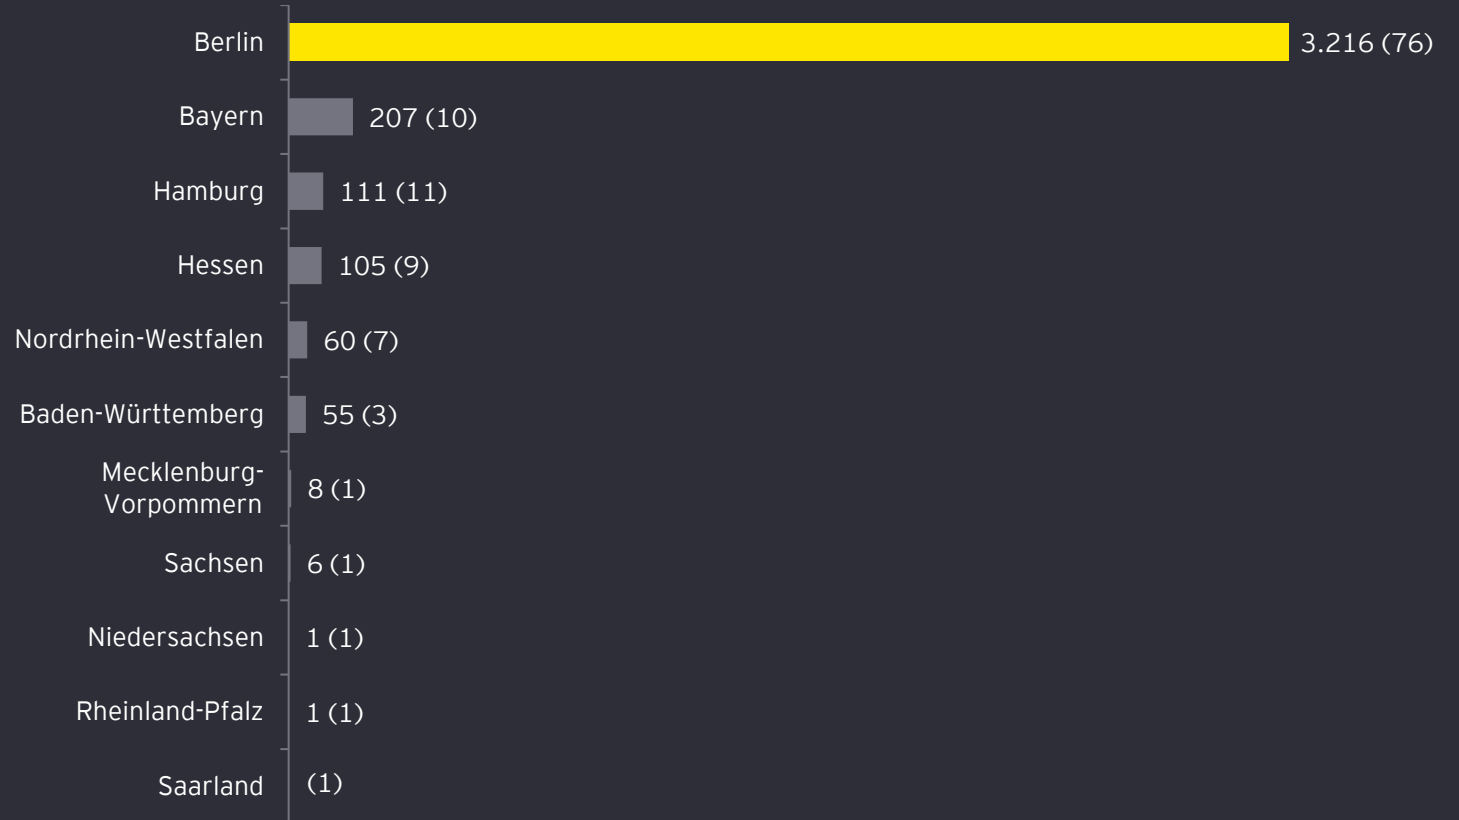 Berlin 3.216 (76)
Bayern 207 (10)
Hamburg 111 (11)
Hessen 105 (9)
Nordrhein-Westfalen 60 (7)
Baden-Württemberg 55 (3)
Mecklenburg-
Vorpommern 8 (1)
Sachsen 6 (1)
Niedersachsen 1 (1)
Rheinland-Pfalz 1 (1)
Saarland (1)